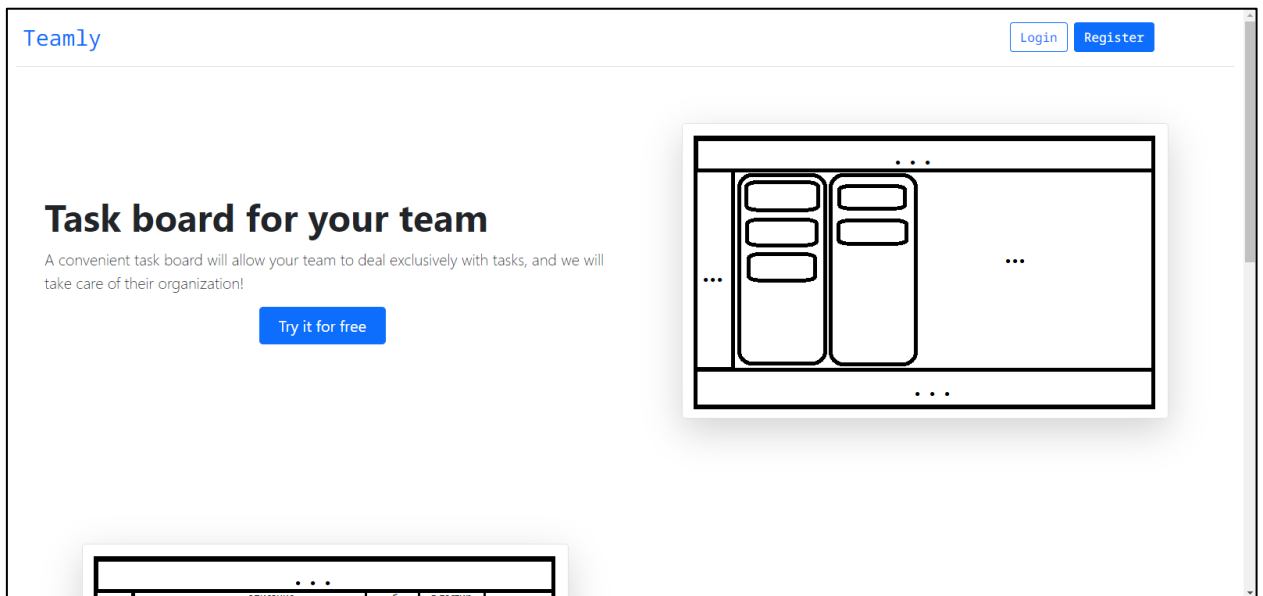 Teamly
Login
Register
Task board for your team
A convenient task board will allow your team to deal exclusively with tasks, and we will
take care of their organization!
Try it for free
. . .
...
...
. . .
. . .